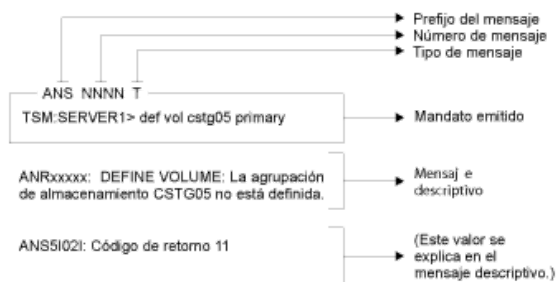 Prefijo del mensaje
Número de mensaje
Tipo de mensaje
ANS NNNN T
TSM:SERVER1> def vol cstg05 primary
Mandato emitido
ANRxxxxx: DEFINE VOLUME: La agrupación
de almacenamiento CSTG05 no está definida.
Mensaj e
descriptivo
ANS5I02I: Código de retorno 11
(Este valor se
explica en el
mensaje descriptivo.)